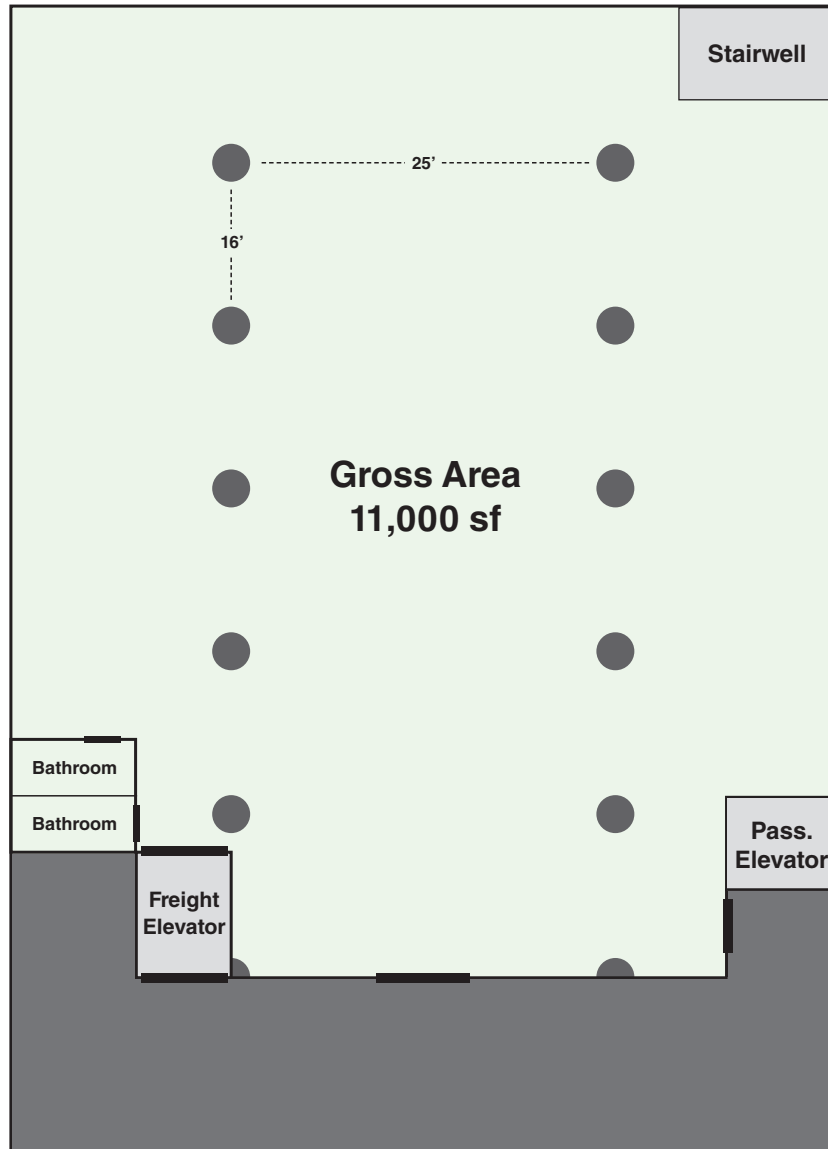 Stairwell
25’
16’
Gross Area
11,000 sf
Bathroom
Bathroom
Pass.
Elevator
Freight
Elevator